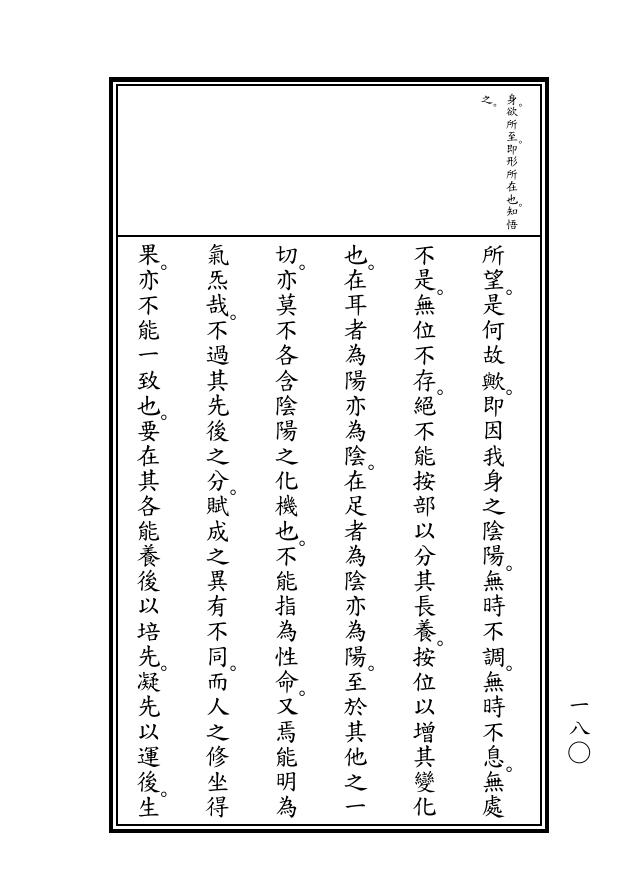 身。欲所至。即形所在也。知悟
之。
所望。是何故歟。即因我身之陰陽。無時不調。無時不息。無處
不是。無位不存。絕不能按部以分其長養。按位以增其變化
也。在耳者為陽亦為陰。在足者為陰亦為陽。至於其他之一
切。亦莫不各含陰陽之化機也。不能指為性命。又焉能明為
氣炁哉。不過其先後之分。賦成之異有不同。而人之修坐得
果。亦不能一致也。要在其各能養後以培先。凝先以運後。生
一八〇